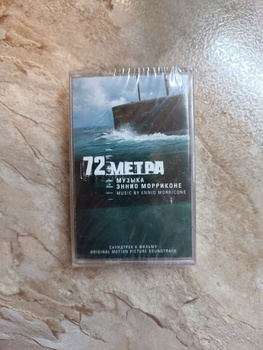 72 МЕТРА
МУЗЫКА
ЭННИО МОРРИКОНЕ
MUSIC BY ENNIO MORRICONE
САУНДТРЕК К ФИЛЬМУ
ORIGINAL MOTION PICTURE SOUNDTRACK